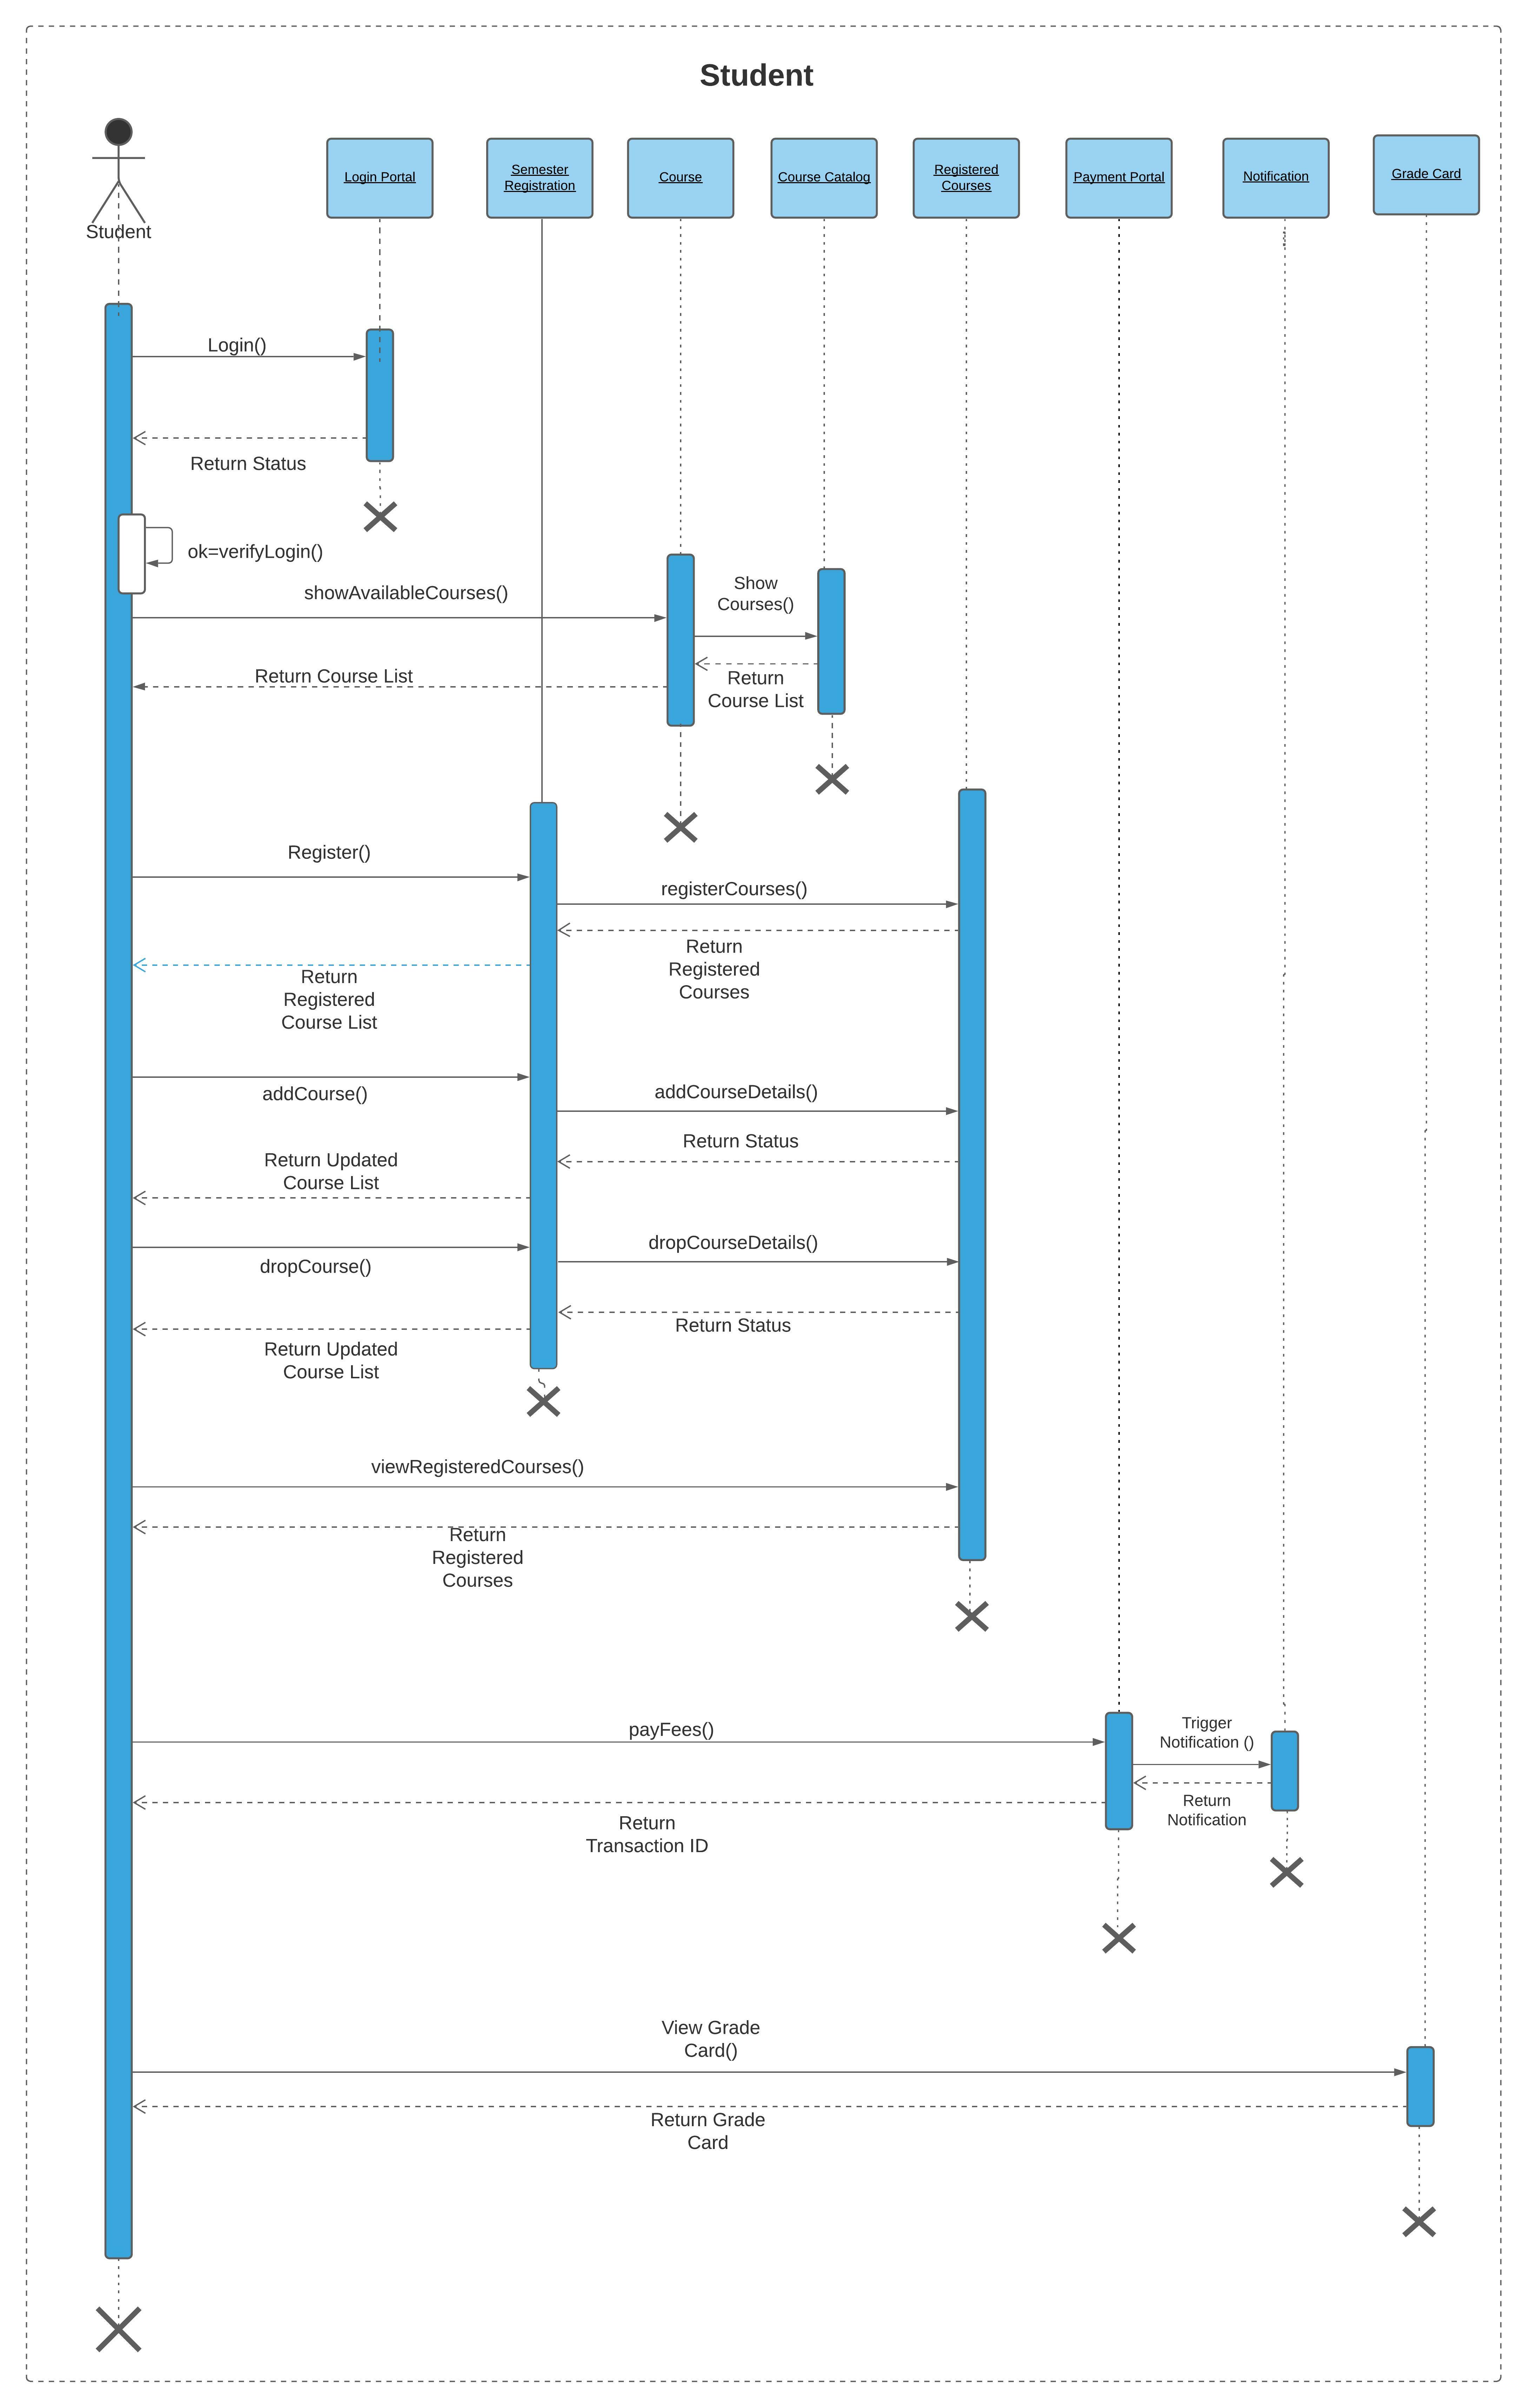 Student
Student
Login Portal
Semester
Registration
Course
Course Catalog
Registered
Courses
Payment Portal
Notification
Grade Card
Login()
Return Status
ok=verifyLogin()
showAvailableCourses()
Show
Courses()
Return Course List
Return
Course List
Register()
registerCourses()
Return
Registered
Courses
Return
Registered
Course List
addCourse()
addCourseDetails()
Return Status
Return Updated
Course List
dropCourse()
dropCourseDetails()
Return Status
Return Updated
Course List
viewRegisteredCourses()
Return
Registered
Courses
payFees()
Trigger
Notification ()
Return
Notification
Return
Transaction ID
View Grade
Card()
Return Grade
Card